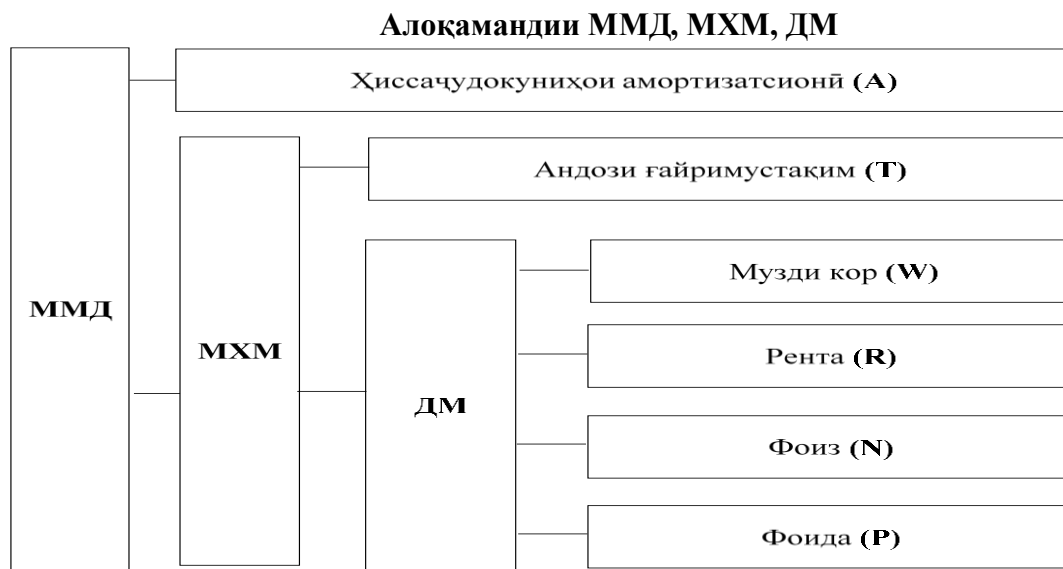 Алоқамандии ММД, МХМ, ДМ
Ҳиссаҷудокуниҳои амортизатсионӣ (A)
Андози ғайримустақим (T)
Музди кор (W)
ММД
МХМ
Рента (R)
ДМ
Фоиз (N)
Фоида (P)